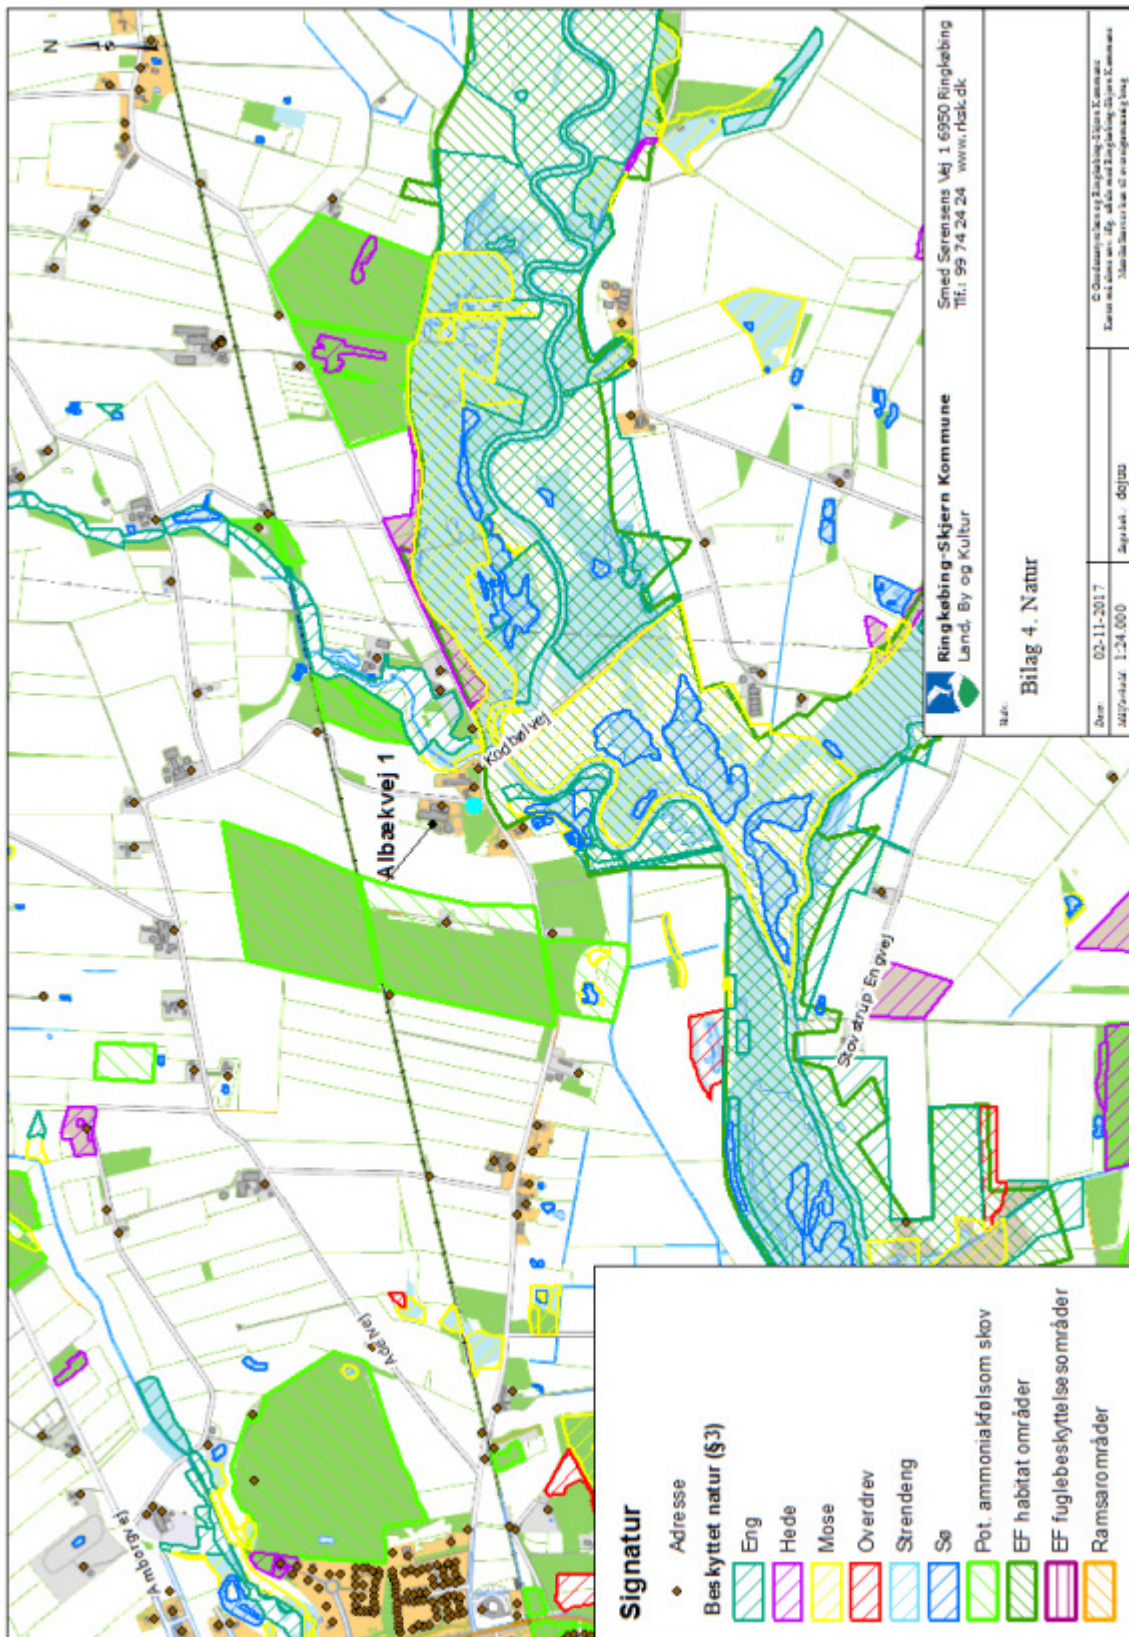 N
Albækvej 1
Kodbølvej
Stovstrup Engvej
Adelvej
Arnborgvej
Signatur
Adresse
Beskyttet natur (§3)
Eng
Hede
Mose
Overdrev
Strendeng
Sø
Pot. ammoniakfølsom skov
EF habitat områder
EF fuglebeskyttelsesområder
Ramsarområder
Ringkøbing-Skjern Kommune
Land, By og Kultur
Smed Sørensens Vej 1 6950 Ringkøbing
Tlf.: 99 74 24 24 www.rksk.dk
Bilag 4. Natur
02-11-2017
1:24.000